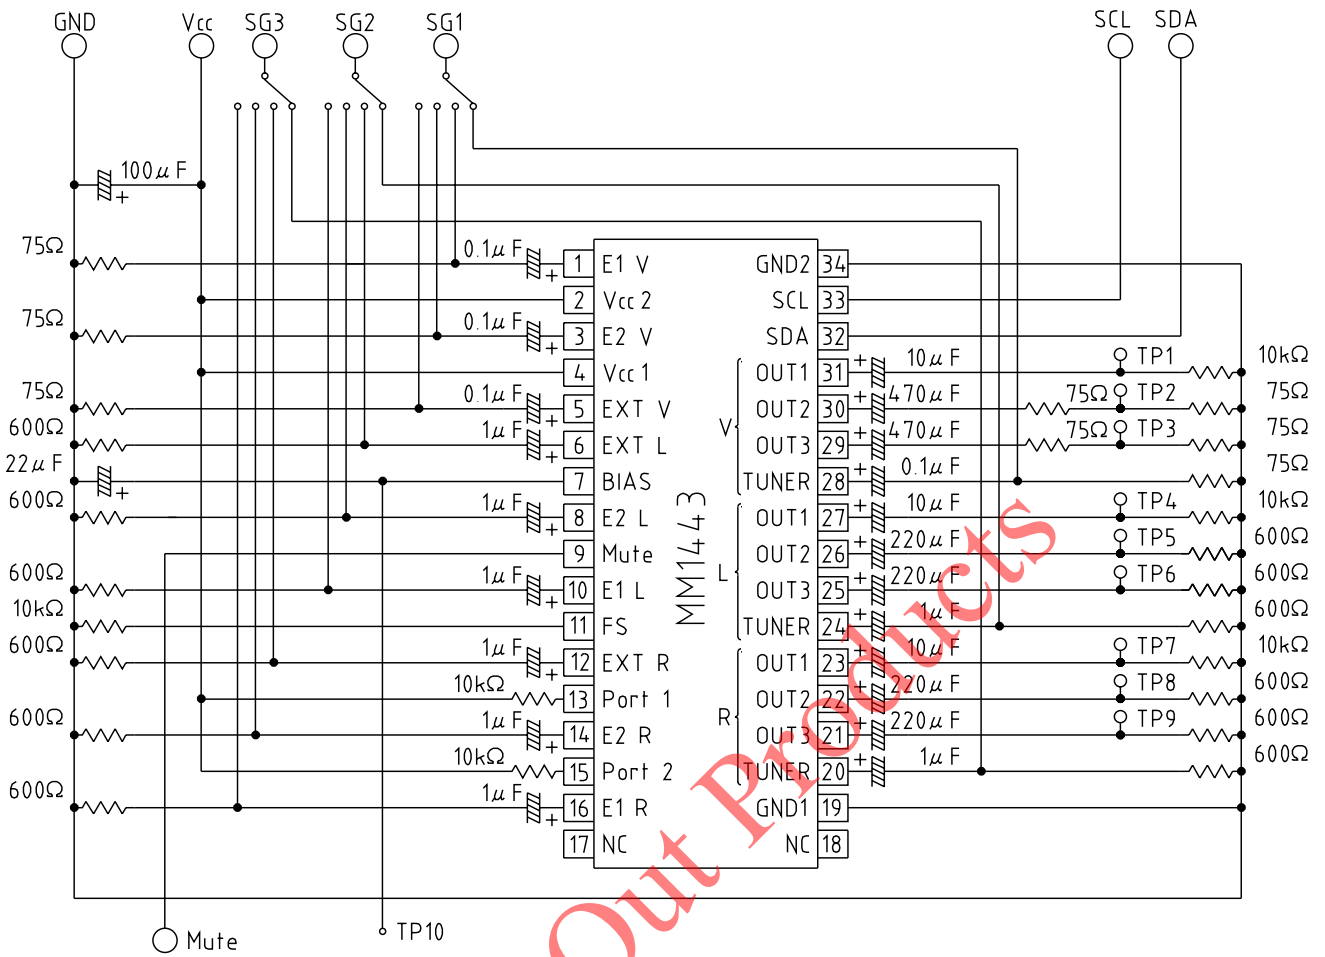 GND Vcc SG3 SG2 SG1 SCL SDA
100μF
75Ω 0.1μF + 1 E1 V GND2 34
2 Vcc2 SCL 33
75Ω 0.1μF + 3 E2 V SDA 32
4 Vcc1 OUT1 31 + 10μF TP1 10kΩ
75Ω 0.1μF + 5 EXT V OUT2 30 + 470μF 75Ω TP2 75Ω
600Ω 1μF + 6 EXT L V OUT3 29 + 470μF 75Ω TP3 75Ω
22μF + 7 BIAS TUNER 28 + 0.1μF 75Ω
600Ω 1μF + 8 E2 L OUT1 27 + 10μF TP4 10kΩ
9 Mute OUT2 26 + 220μF TP5 600Ω
600Ω 1μF + 10 E1 L L OUT3 25 + 220μF TP6 600Ω
10kΩ 11 FS TUNER 24 + 1μF 600Ω
600Ω 1μF + 12 EXT R OUT1 23 + 10μF TP7 10kΩ
10kΩ 13 Port 1 OUT2 22 + 220μF TP8 600Ω
600Ω 1μF + 14 E2 R R OUT3 21 + 220μF TP9 600Ω
10kΩ 15 Port 2 TUNER 20 + 1μF 600Ω
600Ω 1μF + 16 E1 R GND1 19
17 NC NC 18
MM1443
Mute TP10
Out Products